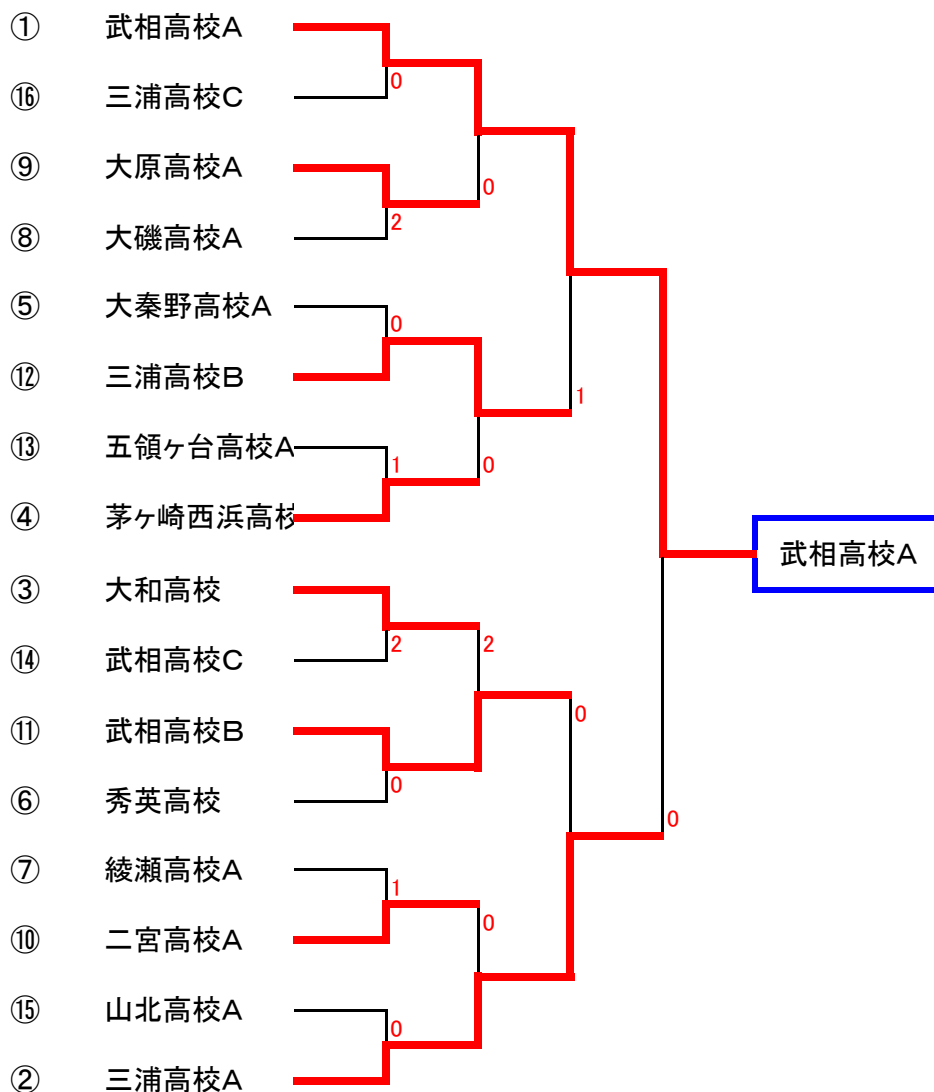 ① 武相高校A
0
⑯ 三浦高校C
⑨ 大原高校A
0
2
⑧ 大磯高校A
⑤ 大秦野高校A
0
⑫ 三浦高校B
1
⑬ 五領ヶ台高校A
1
0
④ 茅ヶ崎西浜高校
武相高校A
③ 大和高校
2
2
⑭ 武相高校C
0
⑪ 武相高校B
0
⑥ 秀英高校
0
⑦ 綾瀬高校A
1
0
⑩ 二宮高校A
⑮ 山北高校A
0
② 三浦高校A